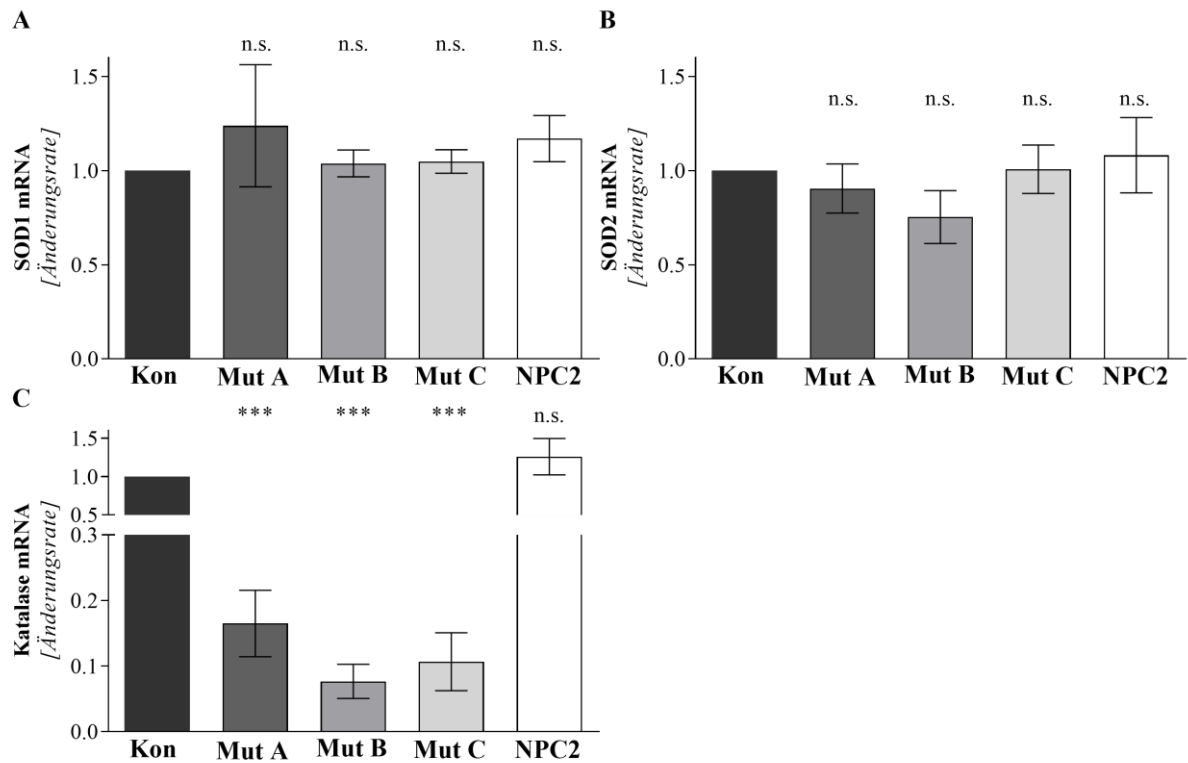 A
n.s. n.s. n.s. n.s.
SOD1 mRNA
[Änderungsrate]
1.5
1.0
0.5
0.0
Kon Mut A Mut B Mut C NPC2
B
n.s. n.s. n.s. n.s.
SOD2 mRNA
[Änderungsrate]
1.5
1.0
0.5
0.0
Kon Mut A Mut B Mut C NPC2
C
*** *** *** n.s.
Katalase mRNA
[Änderungsrate]
1.5
1.0
0.5
0.3
0.2
0.1
0.0
Kon Mut A Mut B Mut C NPC2